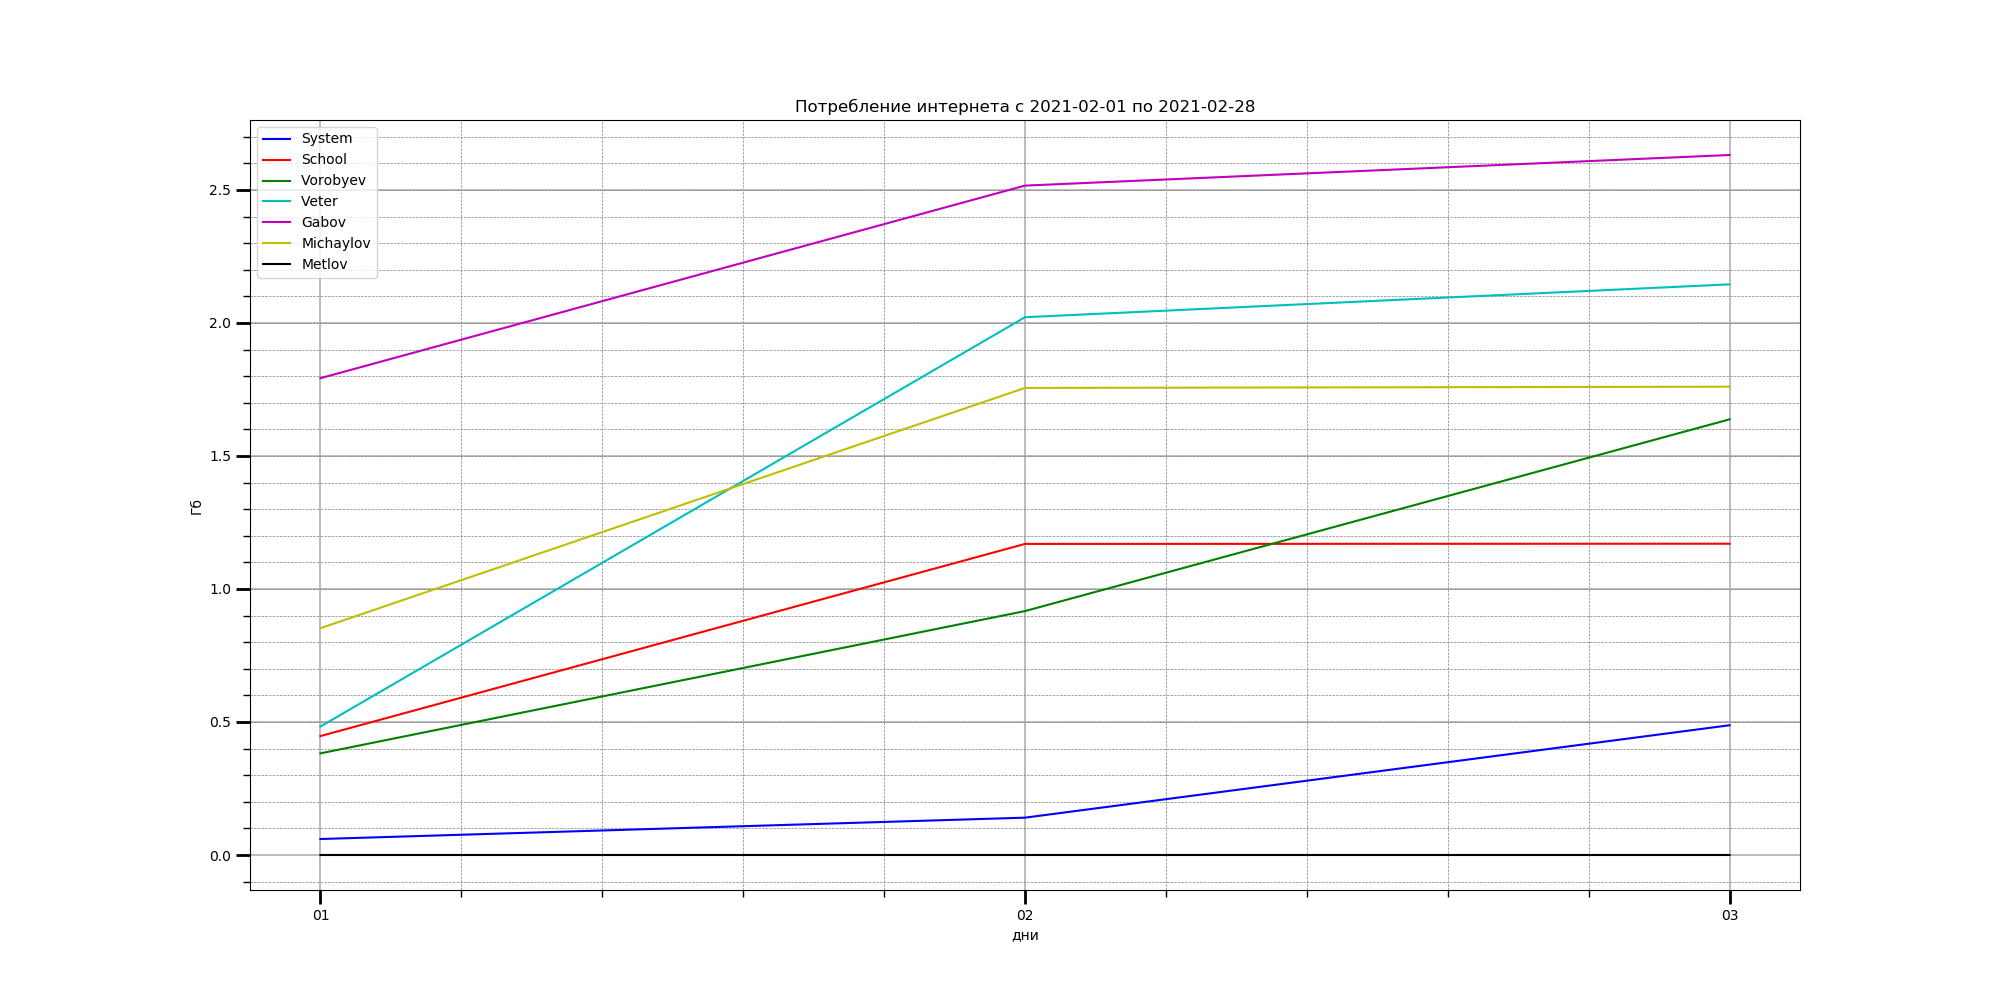 Потребление интернета с 2021-02-01 по 2021-02-28
System
School
Vorobyev
Veter
Gabov
Michaylov
Metlov
2.5
2.0
1.5
1.0
0.5
0.0
Гб
01 02 03
дни